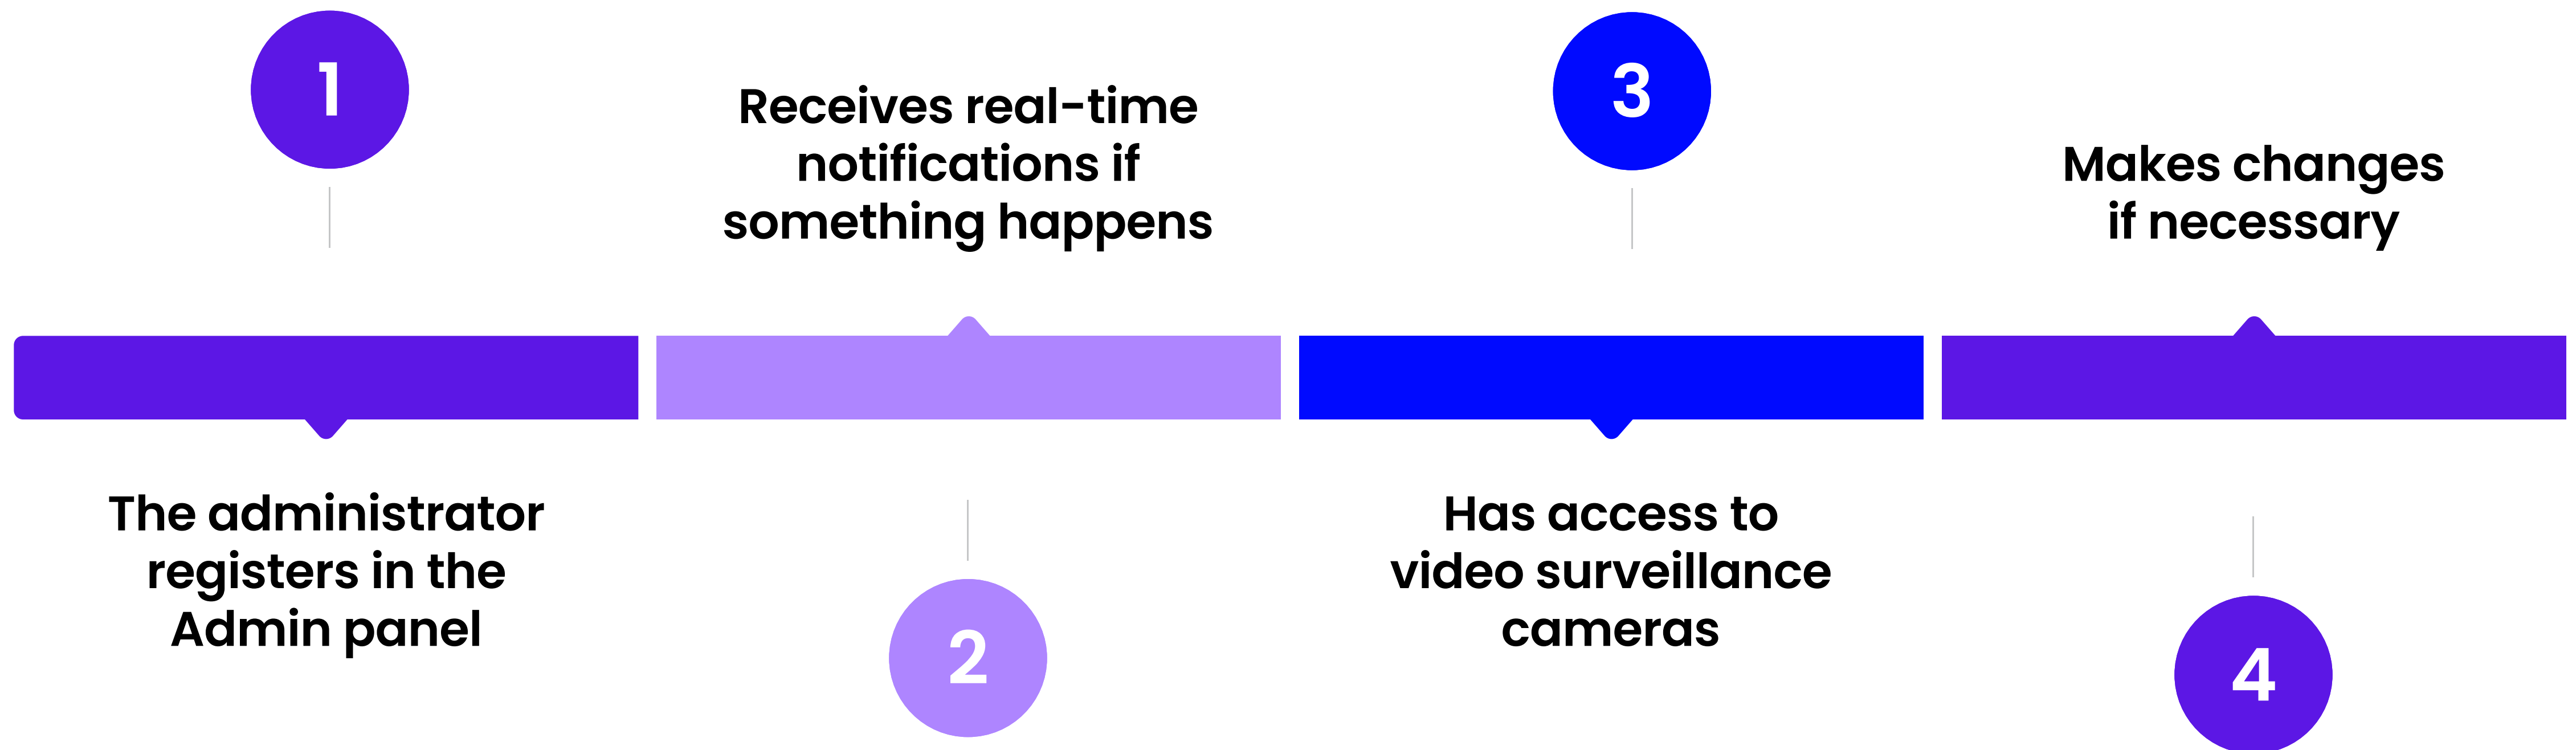 1
The administrator
registers in the
Admin panel
Receives real-time
notifications if
something happens
2
3
Has access to
video surveillance
cameras
Makes changes
if necessary
4